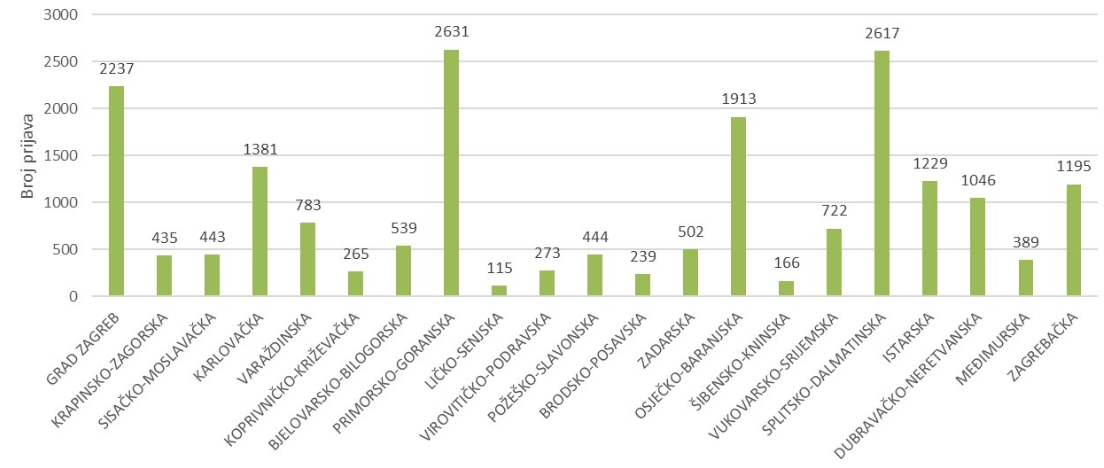 3000
2500
2000
1500
1000
500
0
Broj prijava
2237
435
443
1381
783
265
539
2631
115
273
444
239
502
1913
166
722
2617
1229
1046
389
1195
GRAD ZAGREB
KRAPINSKO-ZAGORSKA
SISAČKO-MOSLAVAČKA
KARLOVAČKA
VARAŽDINSKA
KOPRIVNIČKO-KRIŽEVAČKA
BJELOVARSKO-BILOGORSKA
PRIMORSKO-GORANSKA
LIČKO-SENJSKA
VIROVITIČKO-PODRAVSKA
POŽEŠKO-SLAVONSKA
BRODSKO-POSAVSKA
ZADARSKA
OSJEČKO-BARANJSKA
ŠIBENSKO-KNINSKA
VUKOVARSKO-SRIJEMSKA
SPLITSKO-DALMATINSKA
ISTARSKA
DUBRAVAČKO-NERETVANSKA
MEĐIMURSKA
ZAGREBAČKA